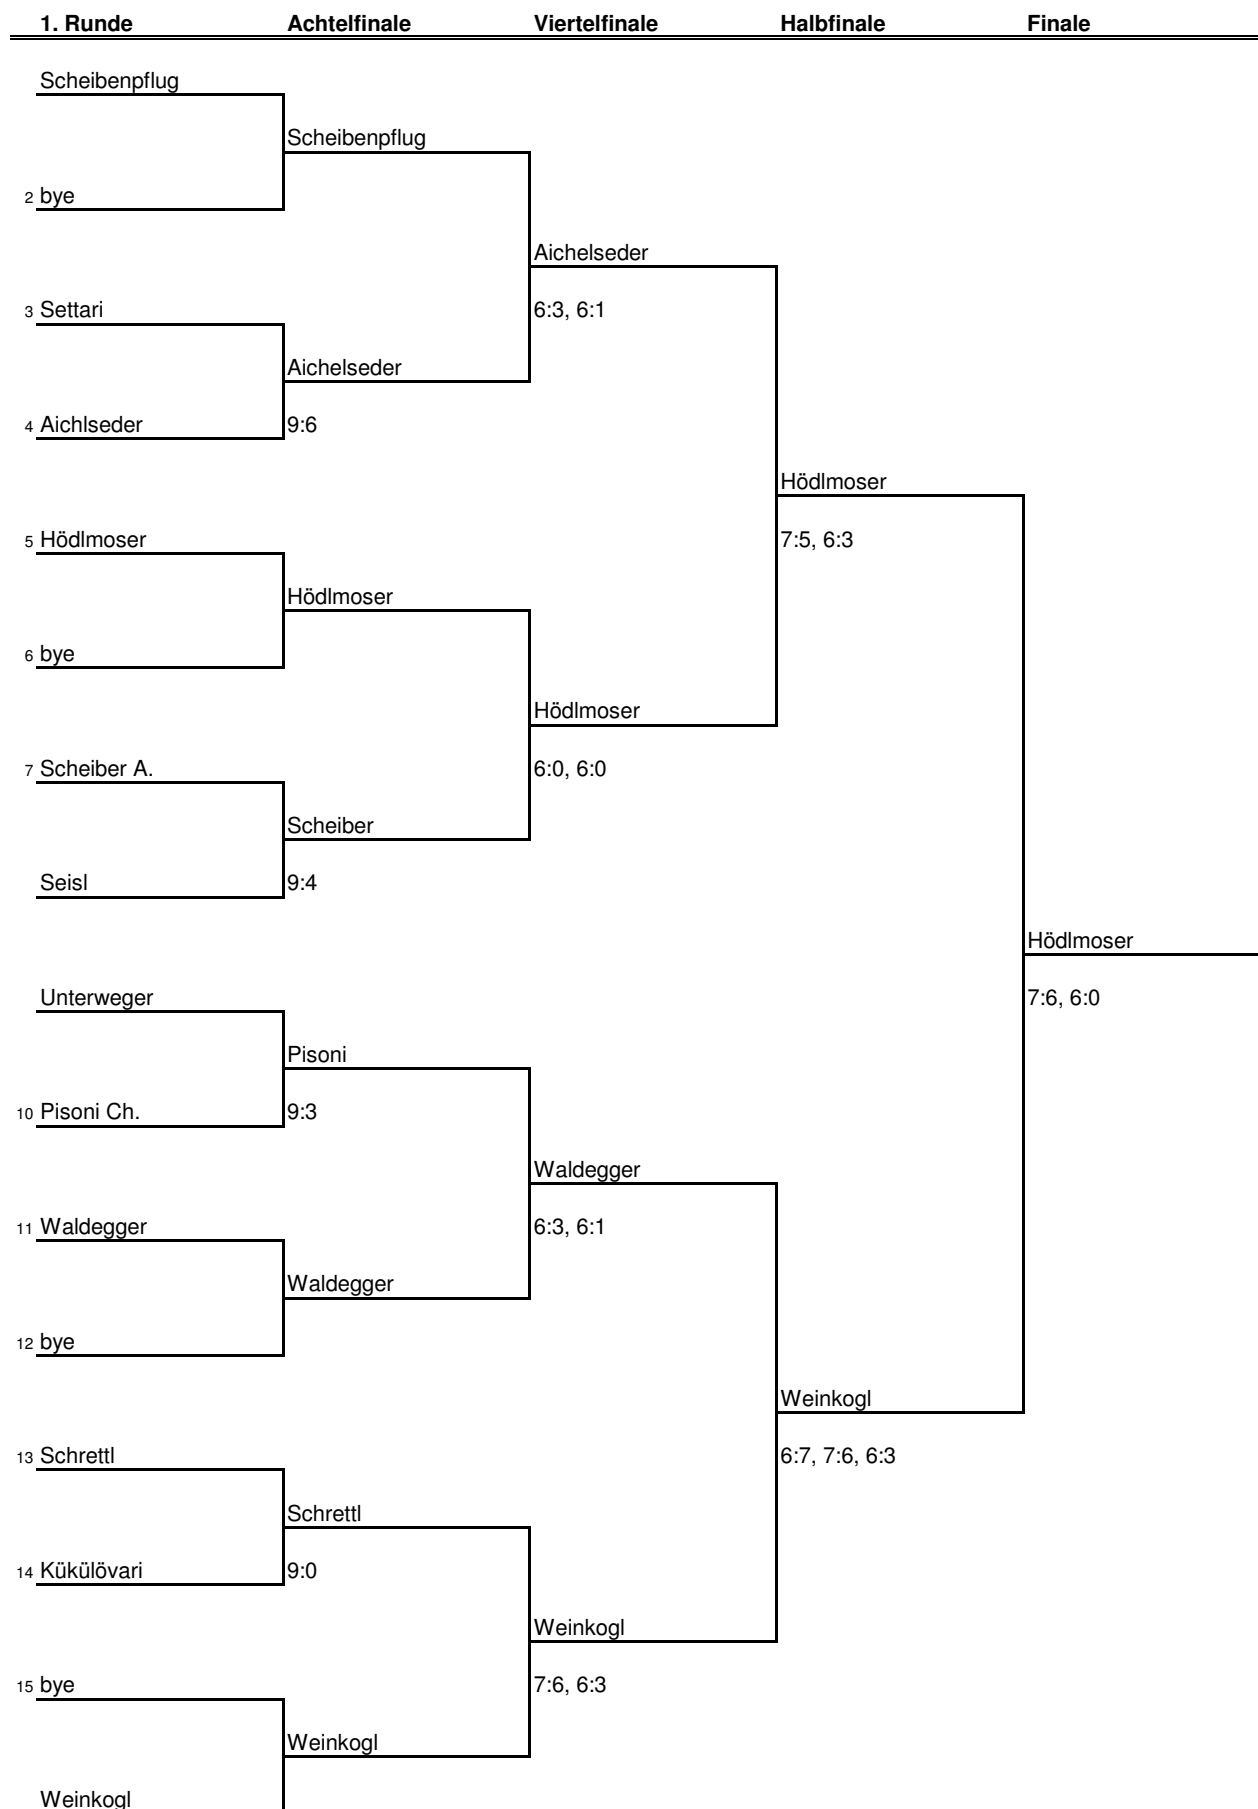 1. Runde Achtelfinale Viertelfinale Halbfinale Finale
Scheibenpflug
Scheibenpflug
2 bye
Aichelseder
3 Settari 6:3, 6:1
Aichelseder
4 Aichlseder 9:6
Hödlmoser
5 Hödlmoser 7:5, 6:3
Hödlmoser
6 bye
Hödlmoser
7 Scheiber A. 6:0, 6:0
Scheiber
Seisl 9:4
Hödlmoser
Unterweger 7:6, 6:0
Pisoni
10 Pisoni Ch. 9:3
Waldegger
11 Waldegger 6:3, 6:1
Waldegger
12 bye
Weinkogl
13 Schrettl 6:7, 7:6, 6:3
Schrettl
14 Kükülövari 9:0
Weinkogl
15 bye 7:6, 6:3
Weinkogl
Weinkogl